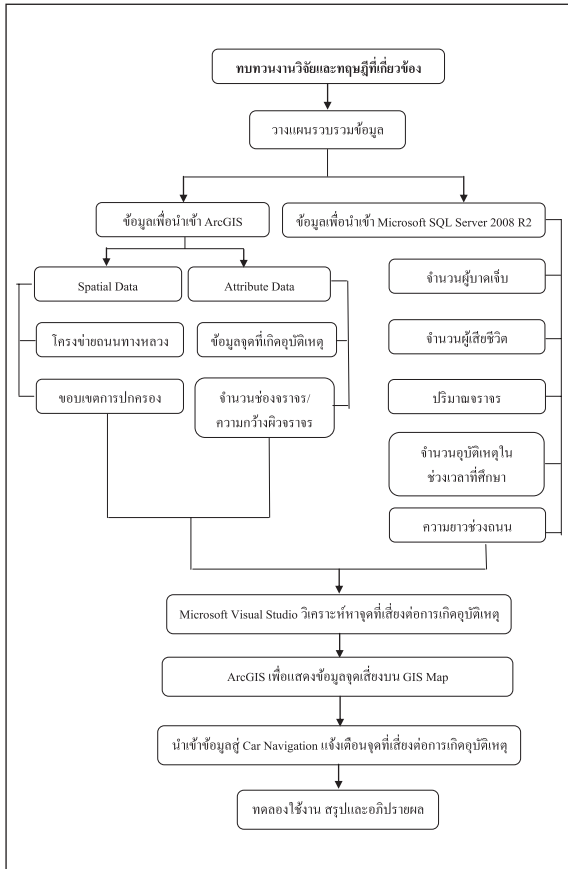 ทบทวนงานวิจัยและทฤษฎีที่เกี่ยวข้อง
วางแผนรวบรวมข้อมูล
ข้อมูลเพื่อนำเข้า ArcGIS
ข้อมูลเพื่อนำเข้า Microsoft SQL Server 2008 R2
Spatial Data
Attribute Data
โครงข่ายถนนทางหลวง
ข้อมูลจุดที่เกิดอุบัติเหตุ
ขอบเขตการปกครอง
จำนวนช่องจราจร/
ความกว้างผิวจราจร
จำนวนผู้บาดเจ็บ
จำนวนผู้เสียชีวิต
ปริมาณจราจร
จำนวนอุบัติเหตุใน
ช่วงเวลาที่ศึกษา
ความยาวช่วงถนน
Microsoft Visual Studio วิเคราะห์หาจุดที่เสี่ยงต่อการเกิดอุบัติเหตุ
ArcGIS เพื่อแสดงข้อมูลจุดเสี่ยงบน GIS Map
นำเข้าข้อมูลสู่ Car Navigation แจ้งเตือนจุดที่เสี่ยงต่อการเกิดอุบัติเหตุ
ทดลองใช้งาน สรุปและอภิปรายผล